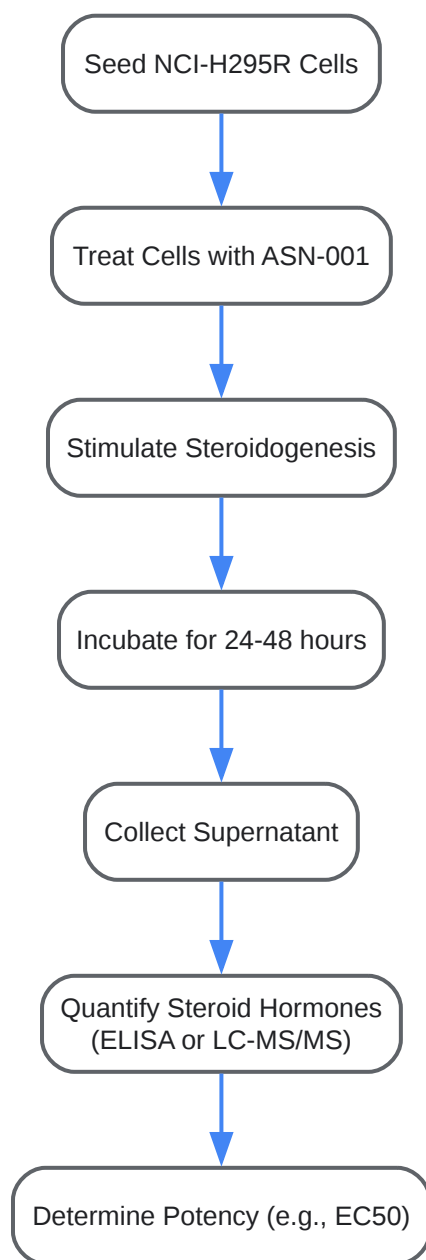 Seed NCI-H295R Cells
Treat Cells with ASN-001
Stimulate Steroidogenesis
Incubate for 24-48 hours
Collect Supernatant
Quantify Steroid Hormones
(ELISA or LC-MS/MS)
Determine Potency (e.g., EC50)